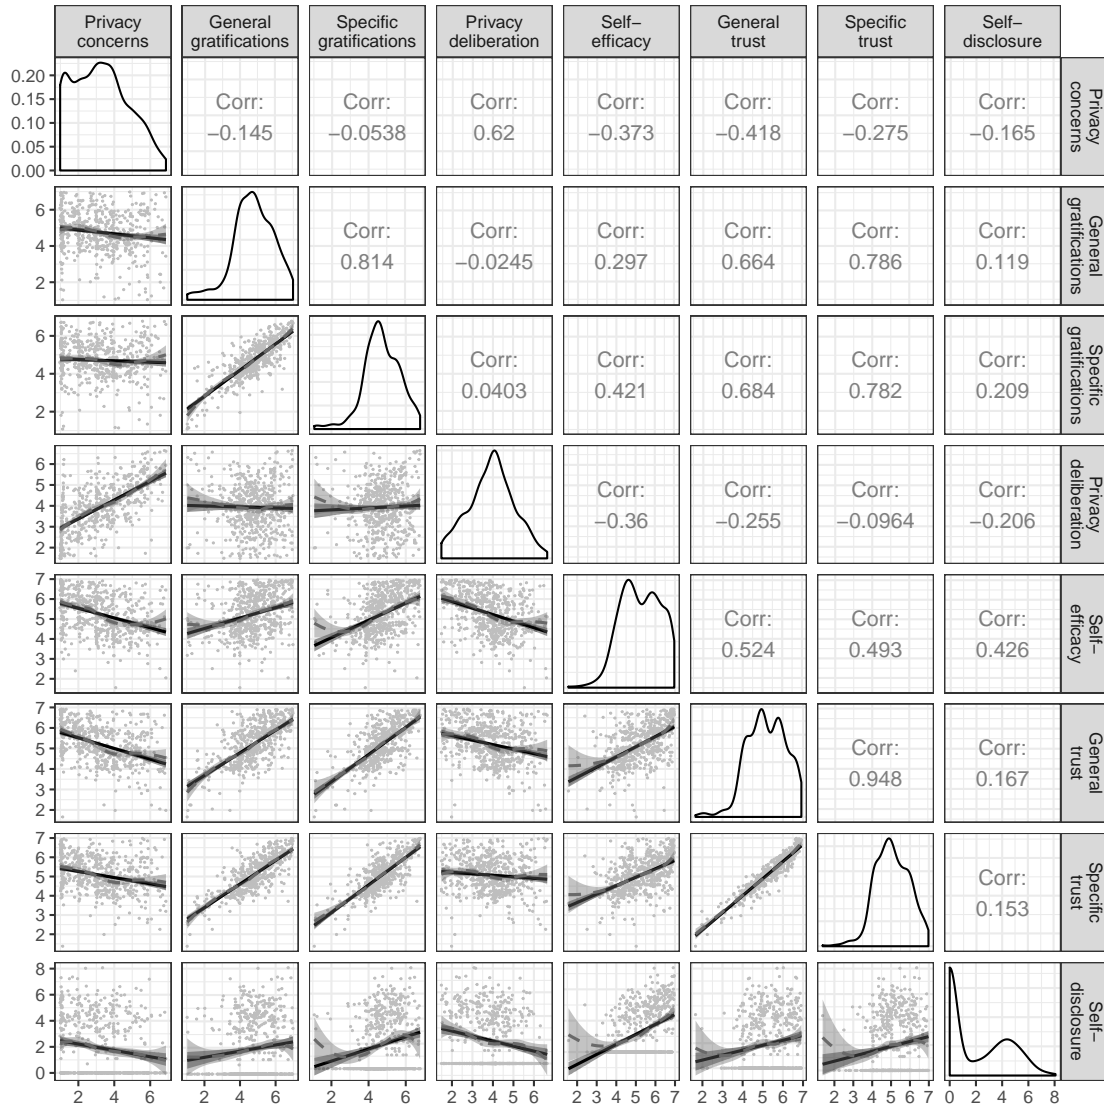 Privacy concerns
General gratifications
Specific gratifications
Privacy deliberation
Self−efficacy
General trust
Specific trust
Self−disclosure
0.20
0.15
0.10
0.05
0.00
Corr:
−0.145
Corr:
−0.0538
Corr:
0.62
Corr:
−0.373
Corr:
−0.418
Corr:
−0.275
Corr:
−0.165
Privacy concerns
6
4
2
Corr:
0.814
Corr:
−0.0245
Corr:
0.297
Corr:
0.664
Corr:
0.786
Corr:
0.119
General gratifications
6
4
2
Corr:
0.0403
Corr:
0.421
Corr:
0.684
Corr:
0.782
Corr:
0.209
Specific gratifications
6
5
4
3
2
Corr:
−0.36
Corr:
−0.255
Corr:
−0.0964
Corr:
−0.206
Privacy deliberation
7
6
5
4
3
2
Corr:
0.524
Corr:
0.493
Corr:
0.426
Self−efficacy
7
6
5
4
3
2
Corr:
0.948
Corr:
0.167
General trust
7
6
5
4
3
2
Corr:
0.153
Specific trust
8
6
4
2
0
Self−disclosure
2 4 6
2 4 6
2 4 6
2 3 4 5 6
2 3 4 5 6 7
2 3 4 5 6 7
2 3 4 5 6 7
0 2 4 6 8